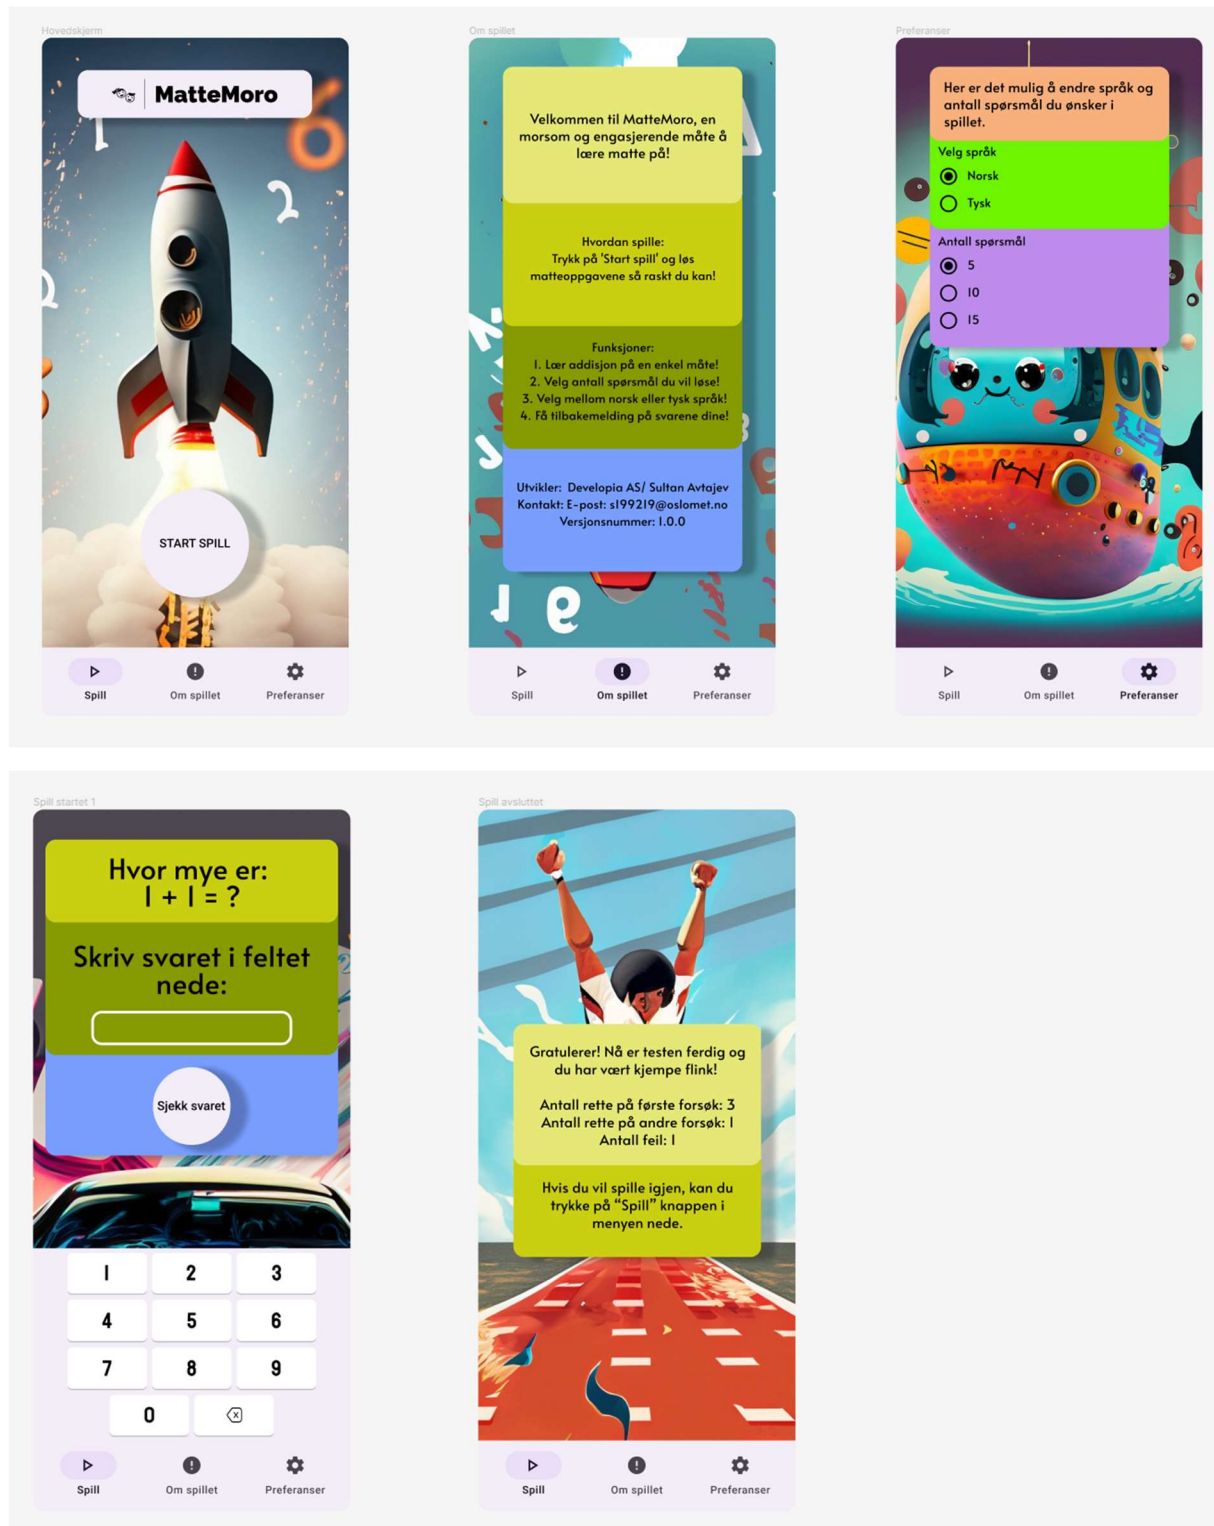 Hovedskjerm
MatteMoro
START SPILL
Spill
Om spillet
Preferanser
Om spillet
Velkommen til MatteMoro, en
morsom og engasjerende måte å
lære matte på!
Hvordan spille:
Trykk på 'Start spill' og løs
matteoppgavene så raskt du kan!
Funksjoner:
1. Lær addisjon på en enkel måte!
2. Velg antall spørsmål du vil løse!
3. Velg mellom norsk eller tysk språk!
4. Få tilbakemelding på svarene dine!
Utvikler: Developia AS/ Sultan Avtajev
Kontakt: E-post: s199219@oslomet.no
Versjonsnummer: 1.0.0
Spill
Om spillet
Preferanser
Preferanser
Her er det mulig å endre språk og
antall spørsmål du ønsker i
spillet.
Velg språk
Norsk
Tysk
Antall spørsmål
5
10
15
Spill
Om spillet
Preferanser
Spill startet 1
Hvor mye er:
1 + 1 = ?
Skriv svaret i feltet
nede:
Sjekk svaret
1 2 3
4 5 6
7 8 9
0
Spill
Om spillet
Preferanser
Spill avsluttet
Gratulerer! Nå er testen ferdig og
du har vært kjempe flink!
Antall rette på første forsøk: 3
Antall rette på andre forsøk: 1
Antall feil: 1
Hvis du vil spille igjen, kan du
trykke på “Spill” knappen i
menyen nede.
Spill
Om spillet
Preferanser